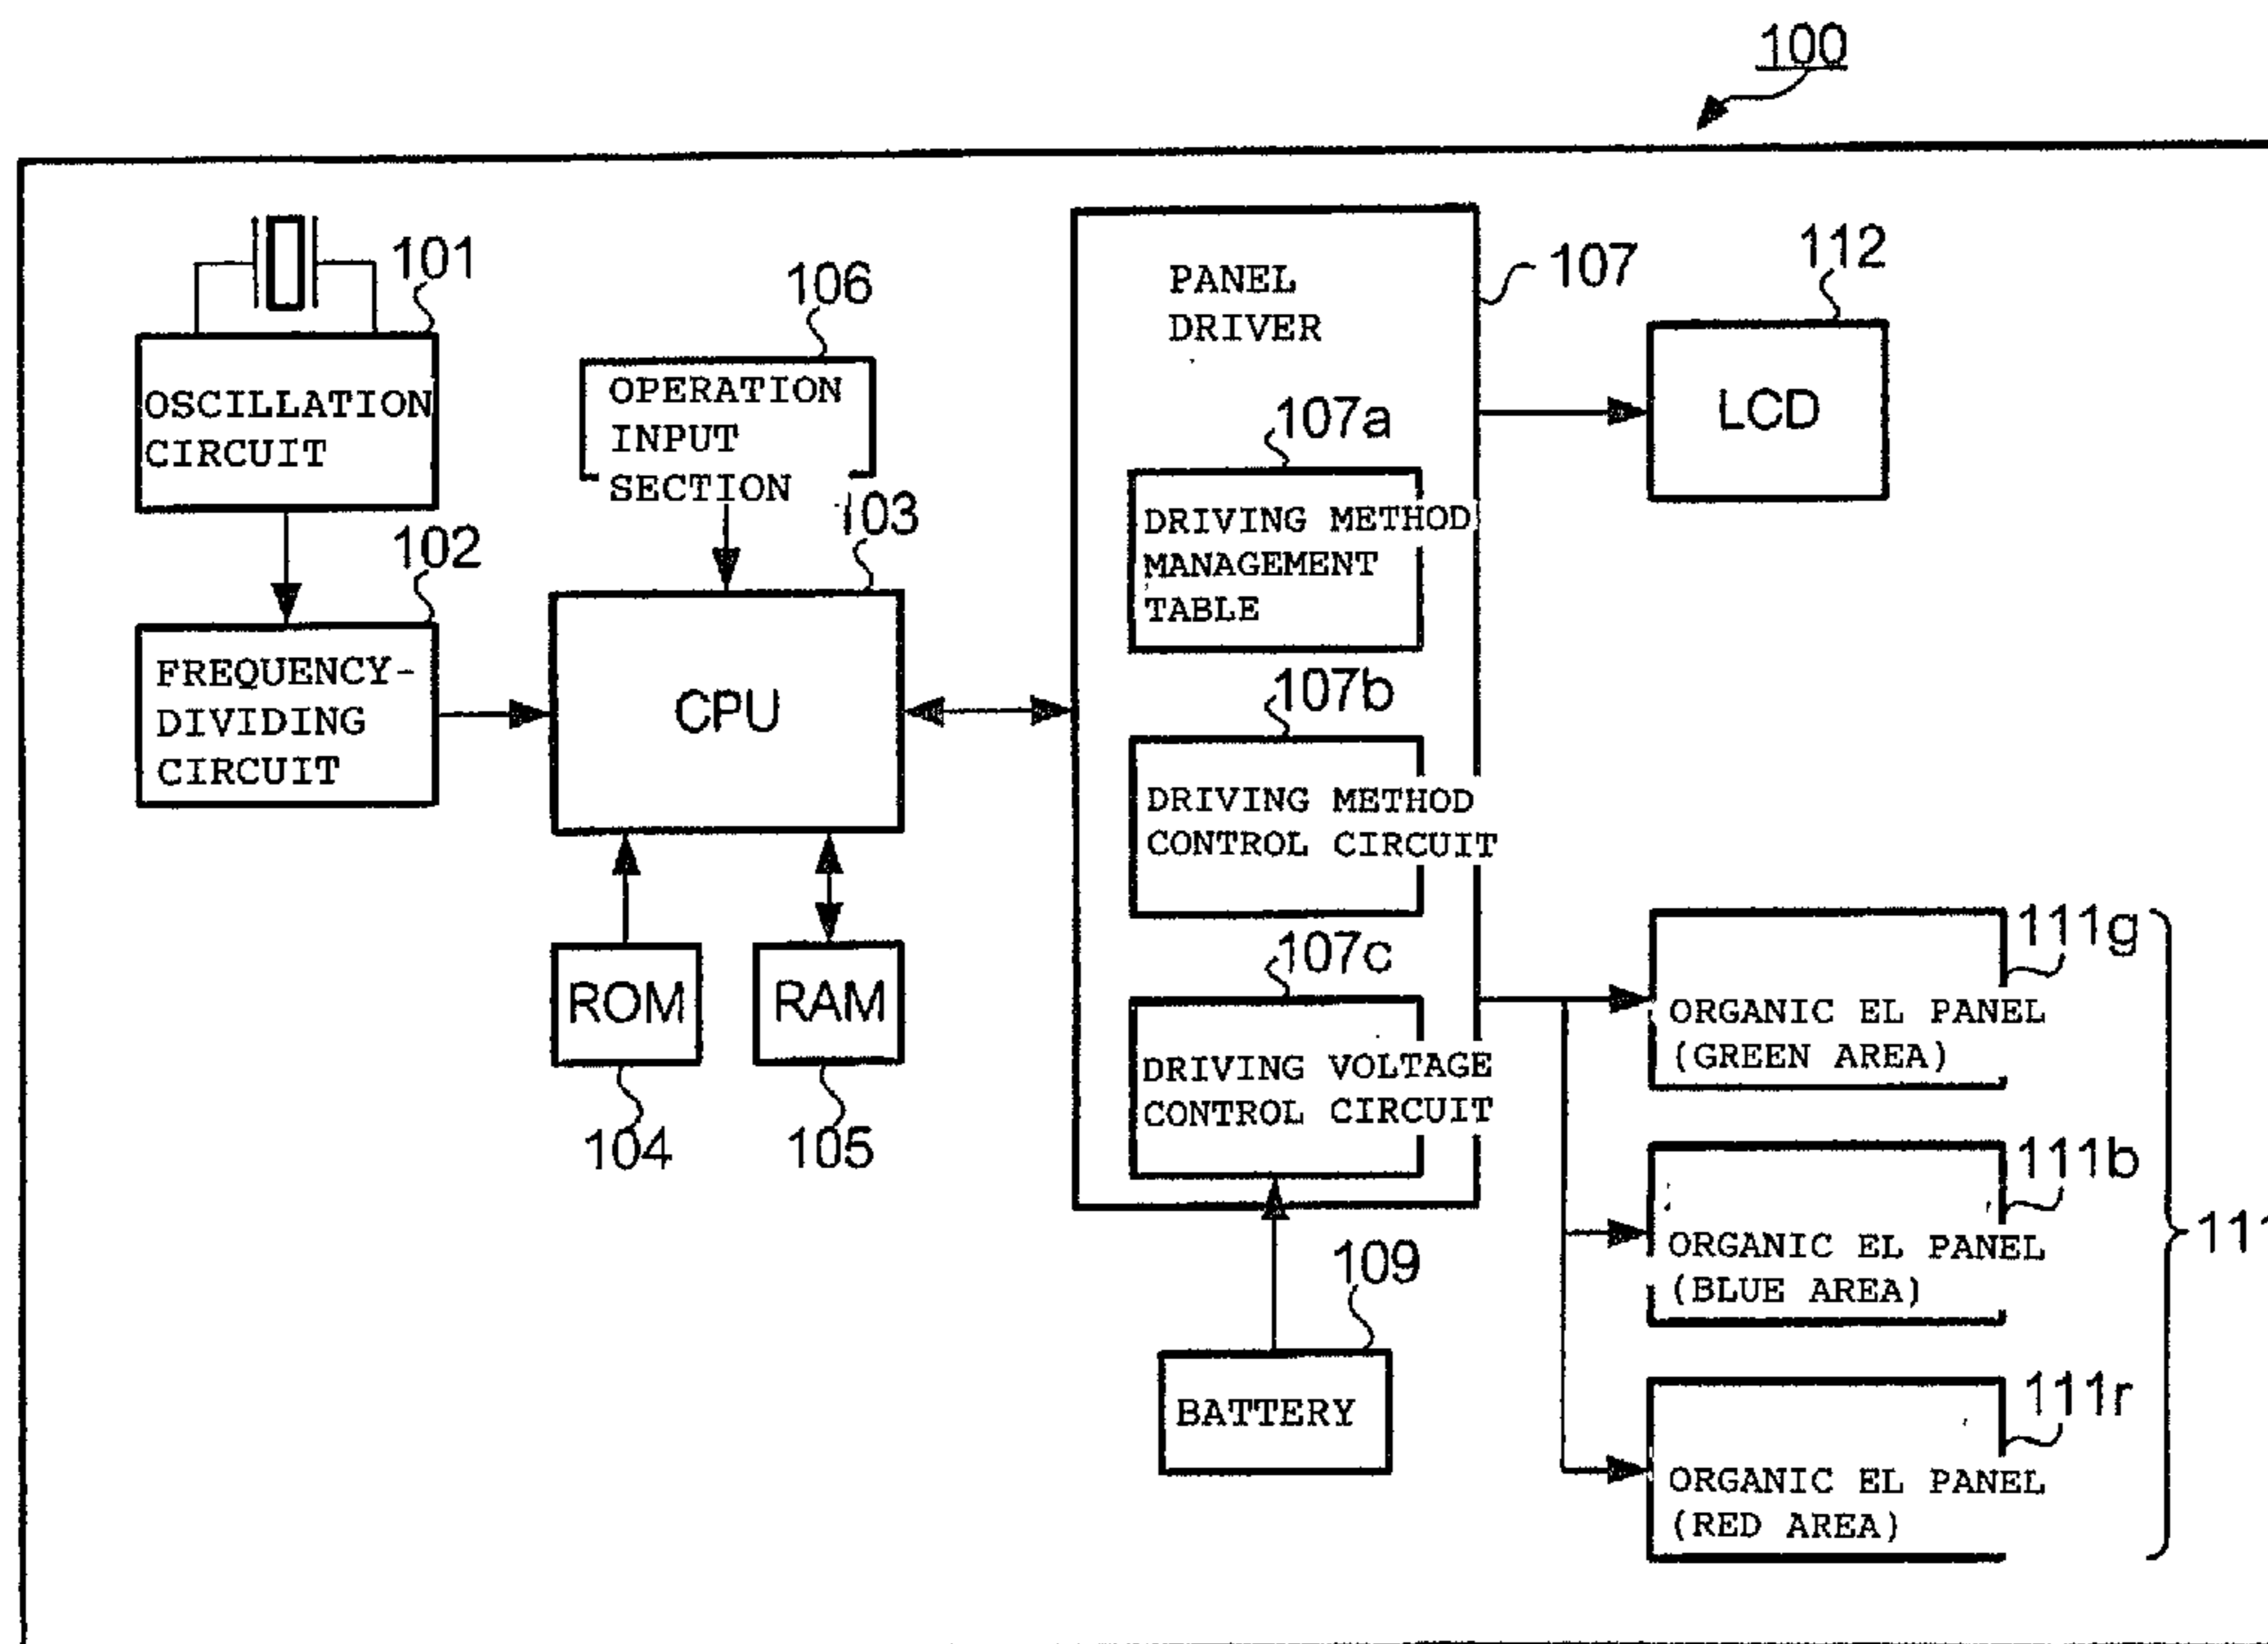 100
101
OSCILLATION
CIRCUIT
102
FREQUENCY-
DIVIDING
CIRCUIT
106
OPERATION
INPUT
SECTION
103
CPU
ROM
RAM
104
105
PANEL
DRIVER
107
107a
DRIVING METHOD
MANAGEMENT
TABLE
107b
DRIVING METHOD
CONTROL CIRCUIT
107c
DRIVING VOLTAGE
CONTROL CIRCUIT
109
BATTERY
112
LCD
111g
ORGANIC EL PANEL
(GREEN AREA)
111b
ORGANIC EL PANEL
(BLUE AREA)
111r
ORGANIC EL PANEL
(RED AREA)
111